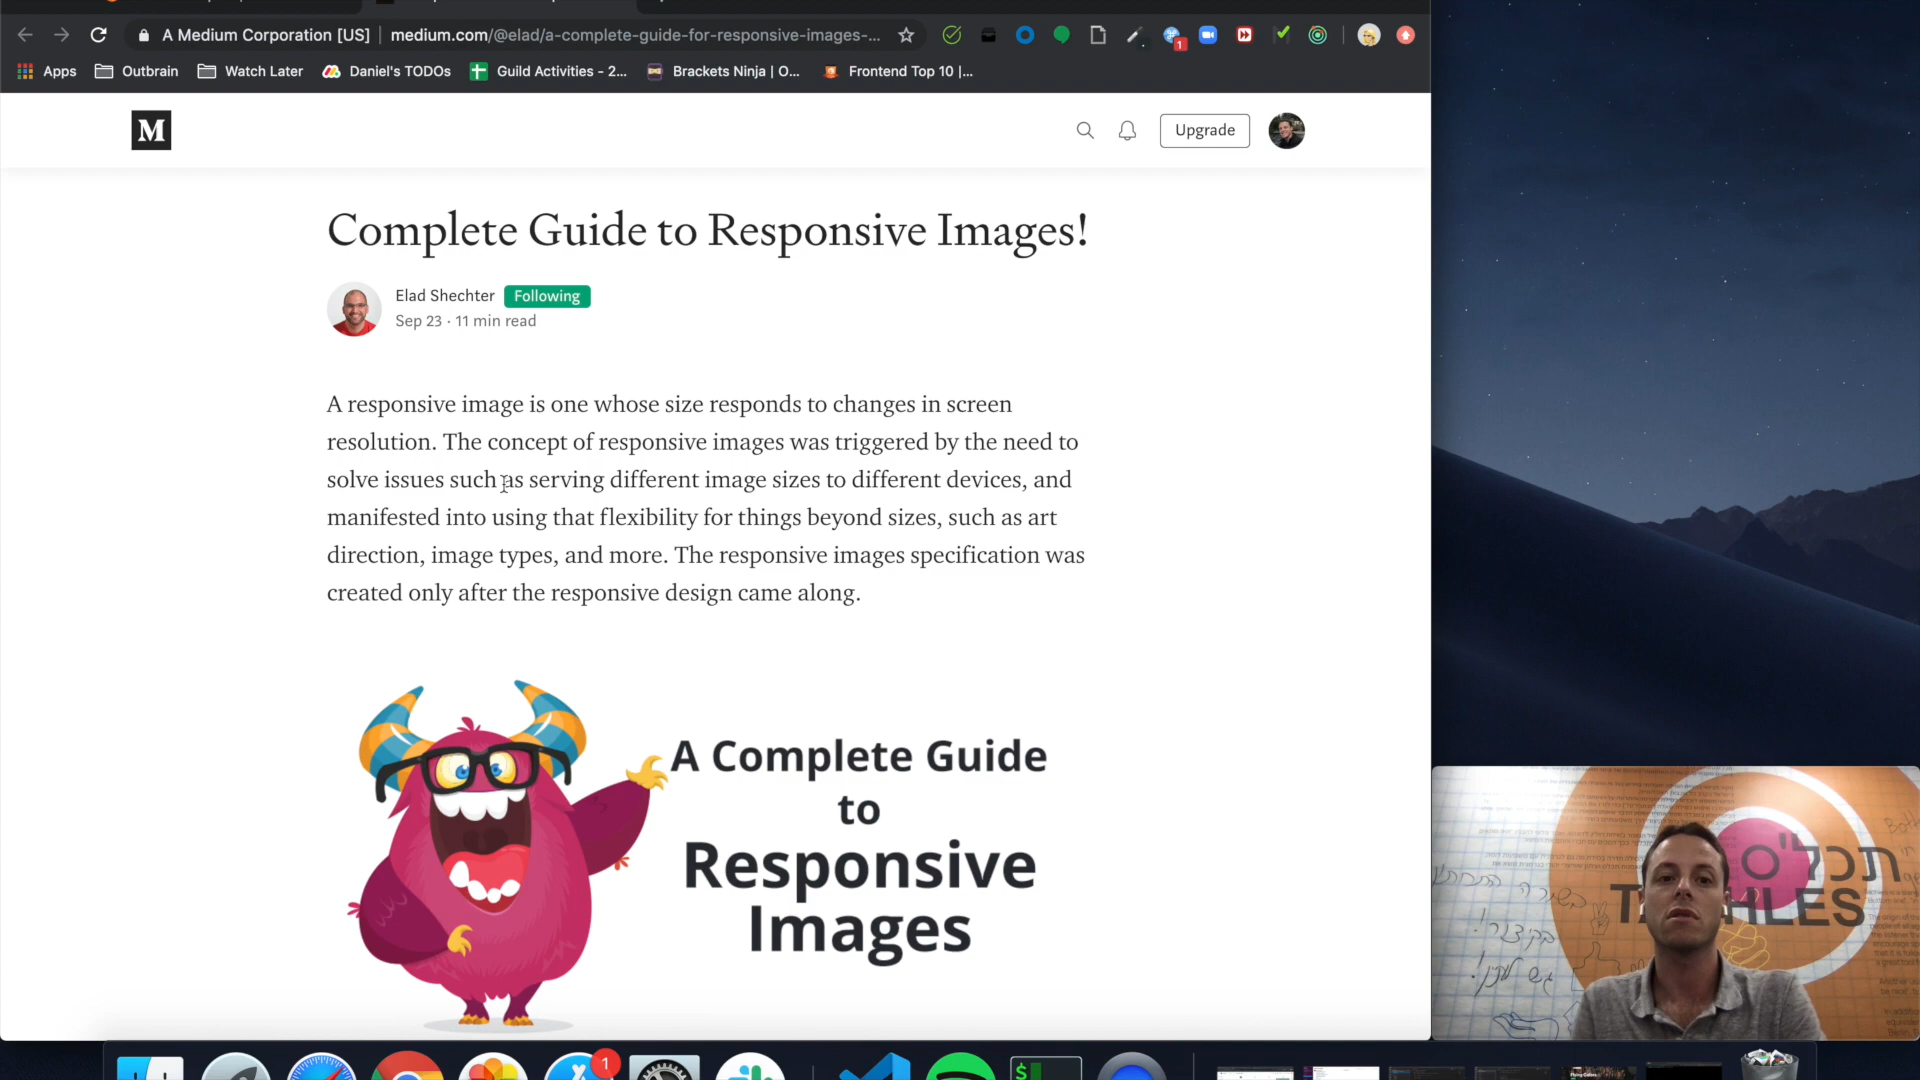 A Medium Corporation [US]
medium.com/@elad/a-complete-guide-for-responsive-images-...
1
Apps
Outbrain
Watch Later
Daniel's TODOs
Guild Activities - 2...
Brackets Ninja | O...
Frontend Top 10 |...
M
Upgrade
Complete Guide to Responsive Images!
Elad Shechter
Following
Sep 23 · 11 min read
A responsive image is one whose size responds to changes in screen
resolution. The concept of responsive images was triggered by the need to
solve issues such as serving different image sizes to different devices, and
manifested into using that flexibility for things beyond sizes, such as art
direction, image types, and more. The responsive images specification was
created only after the responsive design came along.
A Complete Guide
to
Responsive
Images
תכל'ס
בקיצור!
1
$